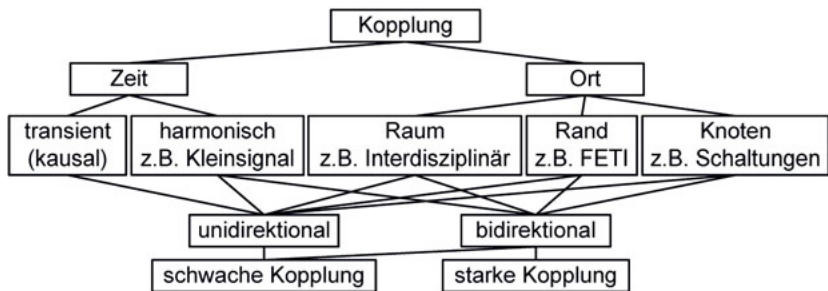 Kopplung
Zeit
Ort
transient
(kausal)
harmonisch
z.B. Kleinsignal
Raum
z.B. Interdisziplinär
Rand
z.B. FETI
Knoten
z.B. Schaltungen
unidirektional
bidirektional
schwache Kopplung
starke Kopplung